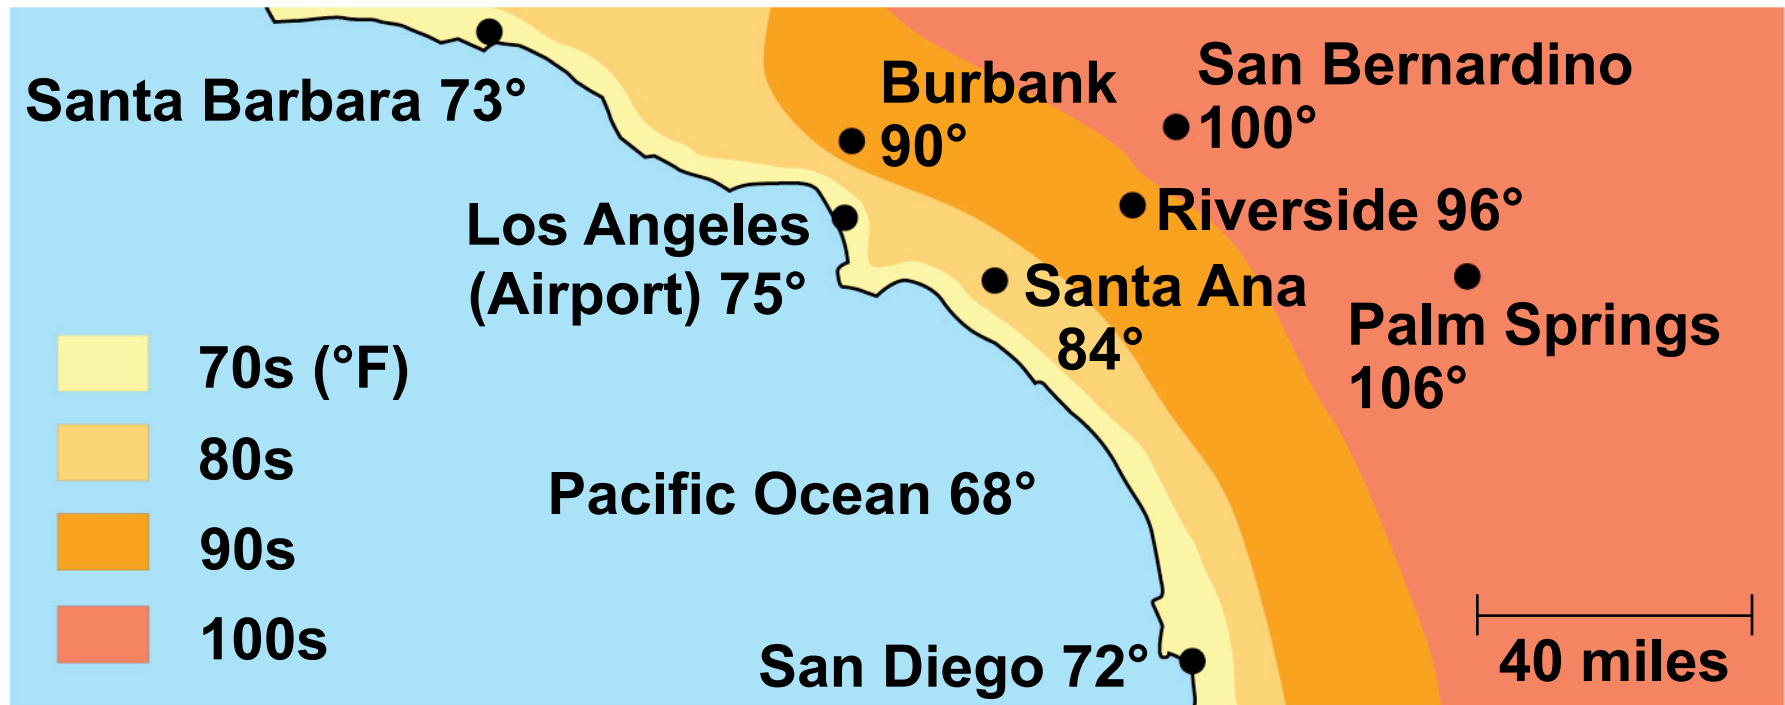 Santa Barbara 73°
Burbank
90°
San Bernardino
100°
Los Angeles
(Airport) 75°
Riverside 96°
Santa Ana
84°
Palm Springs
106°
70s (°F)
80s
90s
100s
Pacific Ocean 68°
San Diego 72°
40 miles